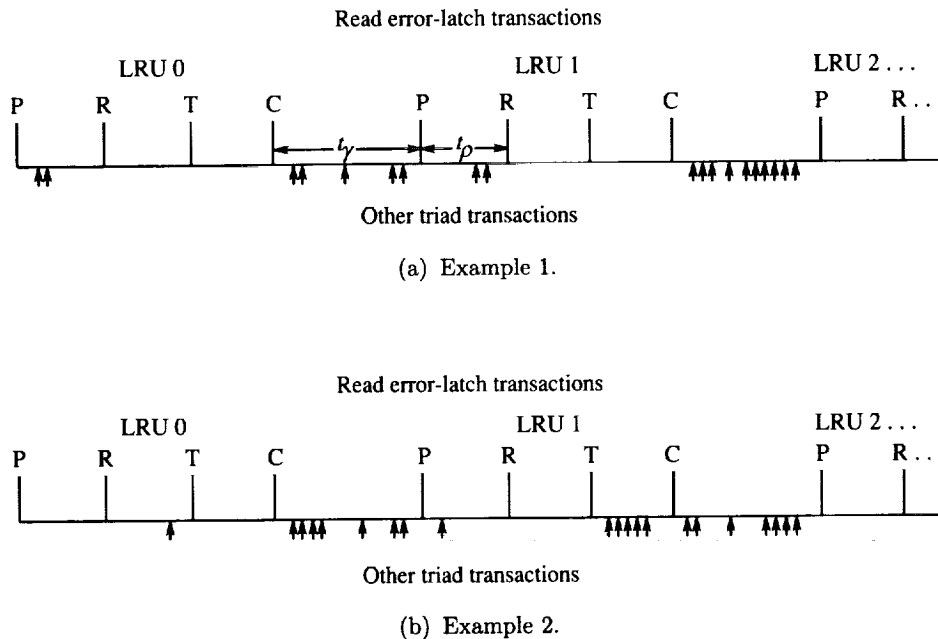 Read error-latch transactions
LRU 0 LRU 1 LRU 2 . . .
P R T C P R T C P R . .
tγ tρ
Other triad transactions
(a) Example 1.
Read error-latch transactions
LRU 0 LRU 1 LRU 2 . . .
P R T C P R T C P R . .
Other triad transactions
(b) Example 2.